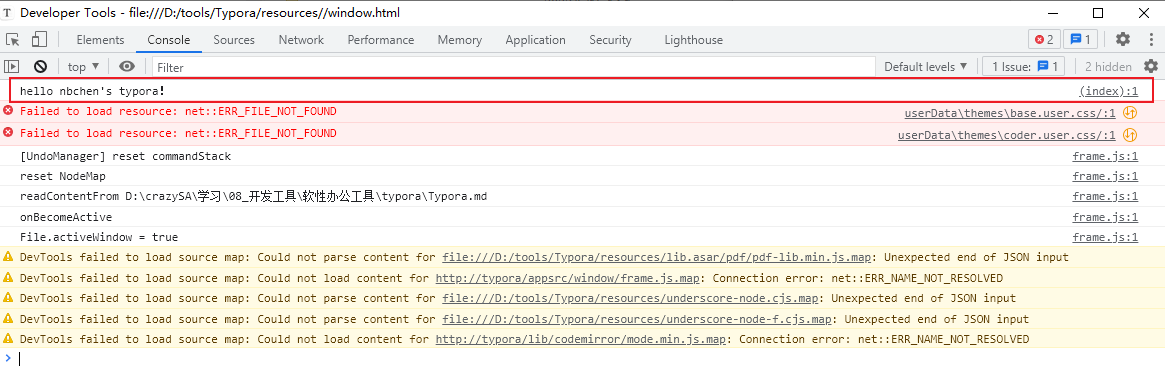 T Developer Tools - file:///D:/tools/Typora/resources//window.html
Elements Console Sources Network Performance Memory Application Security Lighthouse 2 1
top Filter Default levels 1 Issue: 1 2 hidden
hello nbchen's typora! (index):1
Failed to load resource: net::ERR_FILE_NOT_FOUND userData\themes\base.user.css/:1
Failed to load resource: net::ERR_FILE_NOT_FOUND userData\themes\coder.user.css/:1
[UndoManager] reset commandStack frame.js:1
reset NodeMap frame.js:1
readContentFrom D:\crazySA\学习\08_开发工具\软性办公工具\typora\Typora.md frame.js:1
onBecomeActive frame.js:1
File.activeWindow = true frame.js:1
DevTools failed to load source map: Could not parse content for file:///D:/tools/Typora/resources/lib.asar/pdf/pdf-lib.min.js.map: Unexpected end of JSON input
DevTools failed to load source map: Could not load content for http://typora/appsrc/window/frame.js.map: Connection error: net::ERR_NAME_NOT_RESOLVED
DevTools failed to load source map: Could not parse content for file:///D:/tools/Typora/resources/underscore-node.cjs.map: Unexpected end of JSON input
DevTools failed to load source map: Could not parse content for file:///D:/tools/Typora/resources/underscore-node-f.cjs.map: Unexpected end of JSON input
DevTools failed to load source map: Could not load content for http://typora/lib/codemirror/mode.min.js.map: Connection error: net::ERR_NAME_NOT_RESOLVED